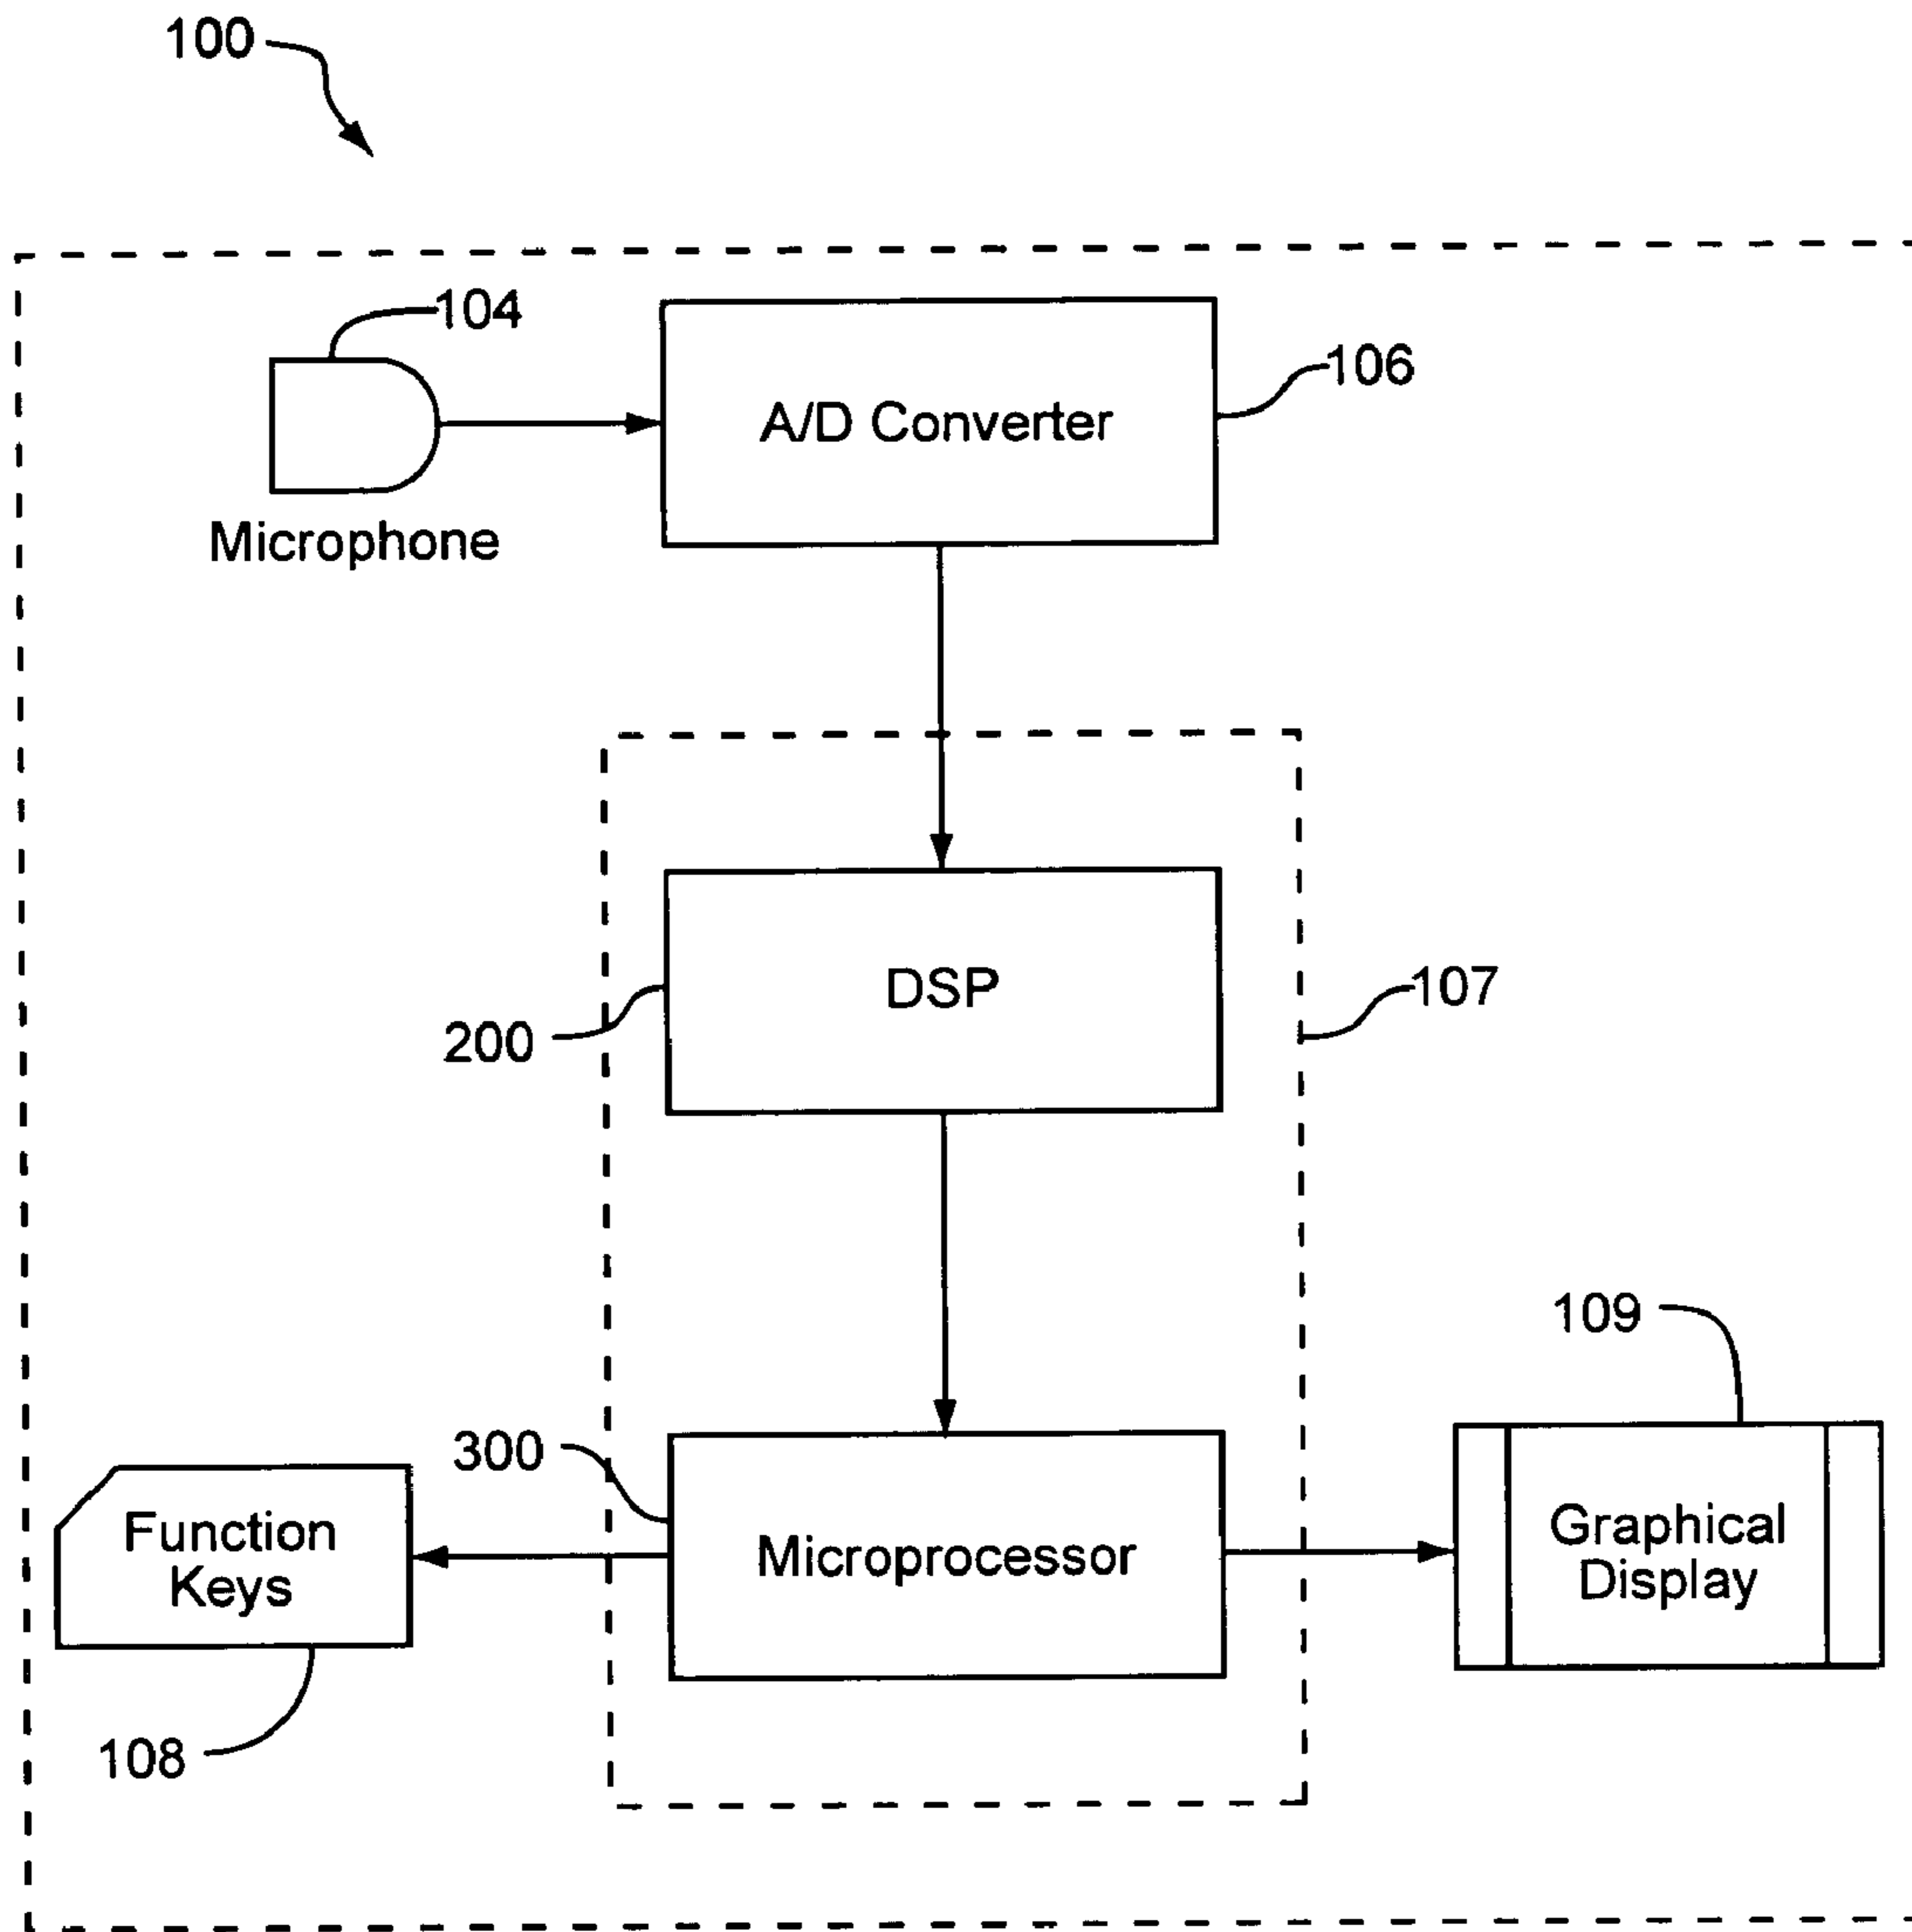 100
104
A/D Converter
106
Microphone
DSP
107
200
109
300
Function
Keys
Microprocessor
Graphical
Display
108